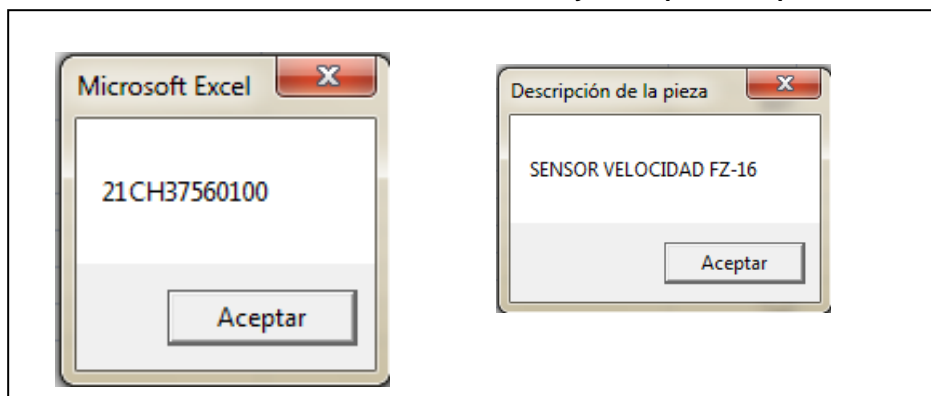 Microsoft Excel
21CH37560100
Aceptar
Descripción de la pieza
SENSOR VELOCIDAD FZ-16
Aceptar